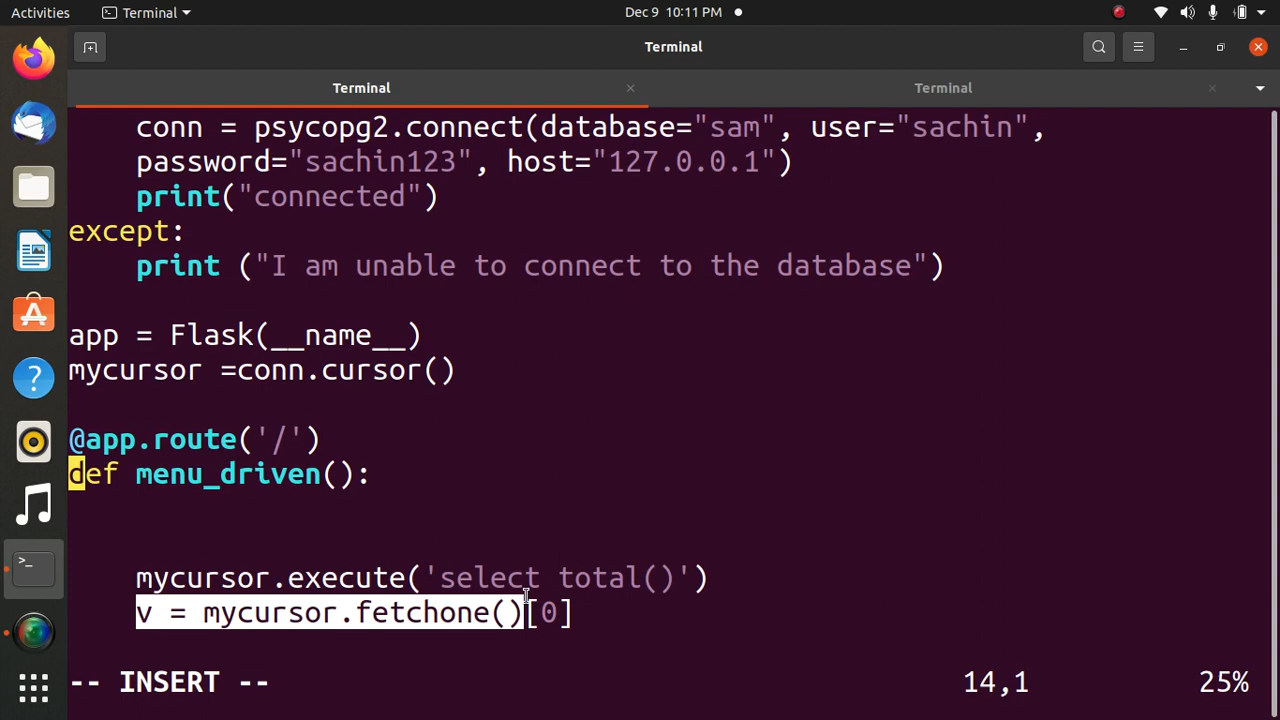 Activities
Terminal
Dec 9 10:11 PM
Terminal
Terminal
Terminal
conn = psycopg2.connect(database="sam", user="sachin",
password="sachin123", host="127.0.0.1")
print("connected")
except:
print ("I am unable to connect to the database")
app = Flask(__name__)
mycursor =conn.cursor()
@app.route('/')
def menu_driven():
mycursor.execute('select total()')
v = mycursor.fetchone()[0]
-- INSERT --
14,1
25%